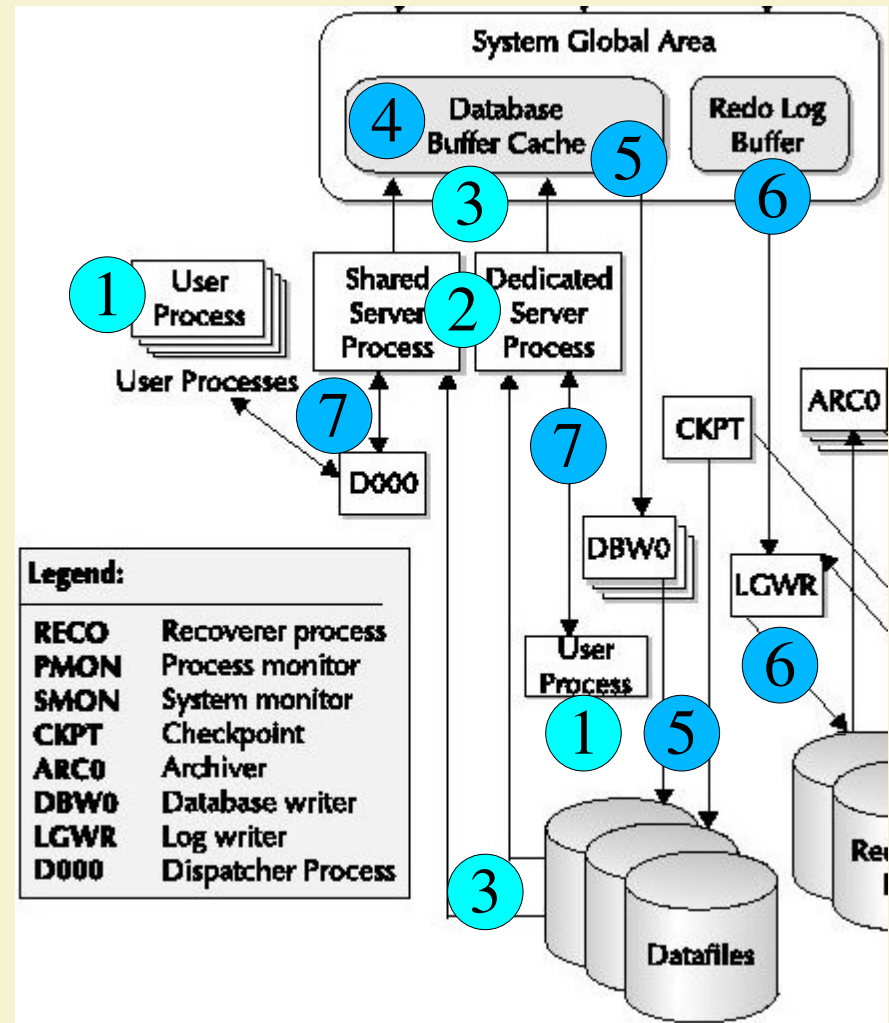 System Global Area
4
Database
Buffer Cache
5
Redo Log
Buffer
6
3
1
User
Process
User Processes
Shared
Server
Process
2
Dedicated
Server
Process
7
D000
7
CKPT
ARC0
DBW0
LGWR
6
User
Process
1
5
Legend:
RECO Recoverer process
PMON Process monitor
SMON System monitor
CKPT Checkpoint
ARC0 Archiver
DBW0 Database writer
LGWR Log writer
D000 Dispatcher Process
3
Datafiles